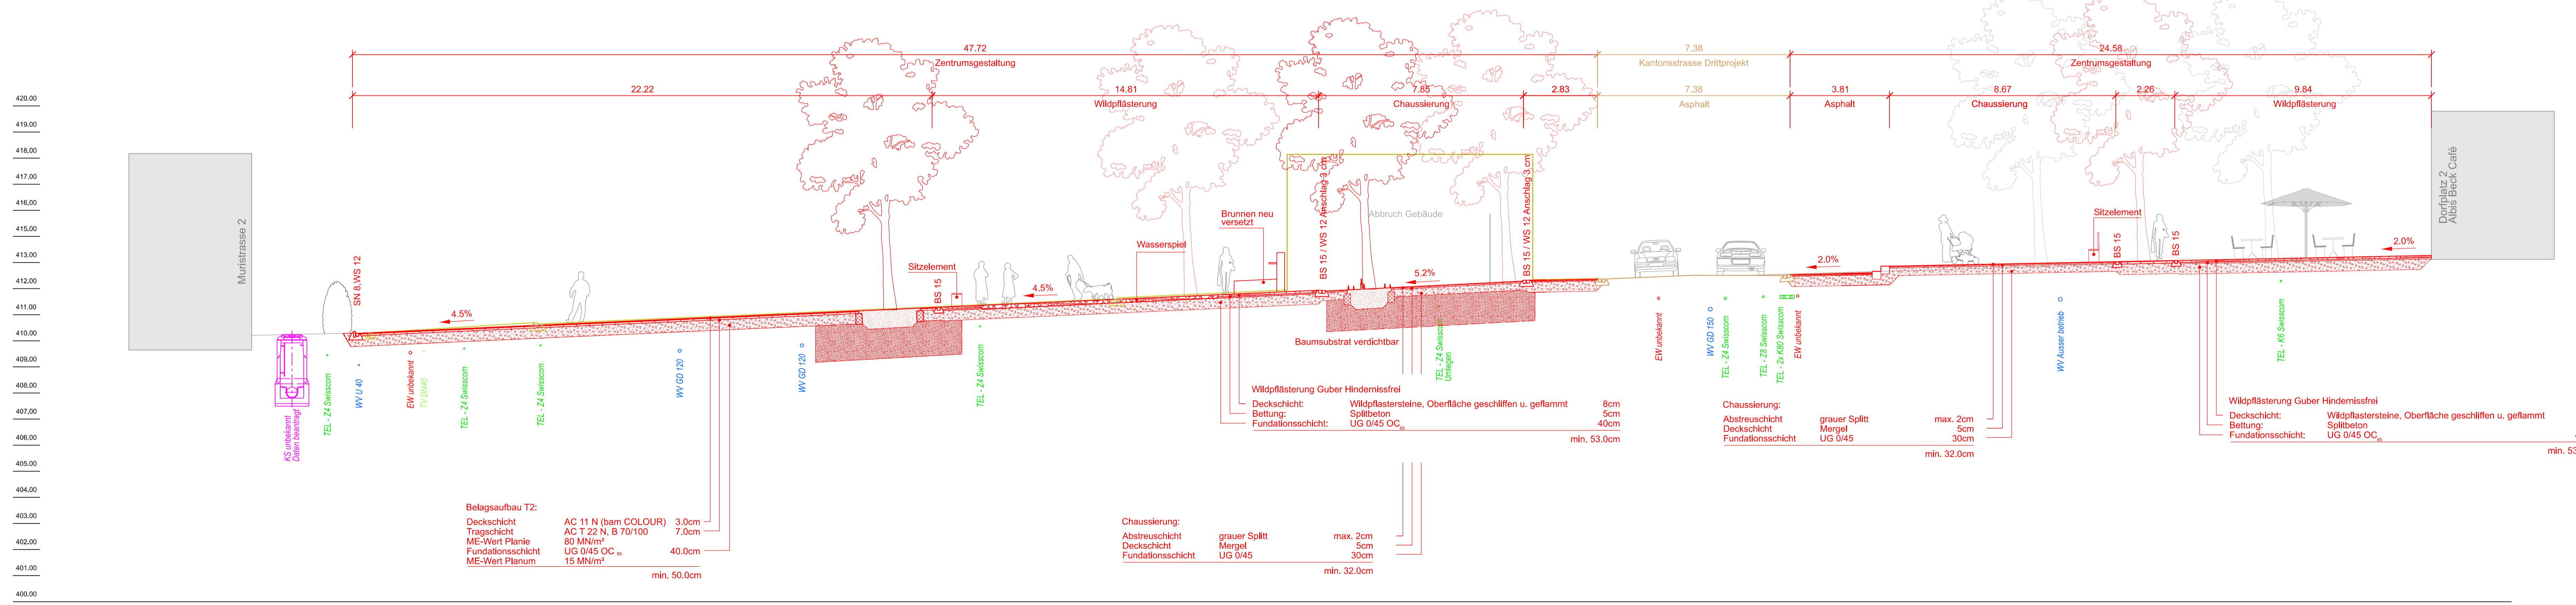 47.72
Zentrumsgestaltung
7.38
Kantonsstrasse Drittprojekt
24.58
Zentrumsgestaltung
22.22
14.81
Wildpflästerung
7.85
Chaussierung
2.83
7.38
Asphalt
3.81
Asphalt
8.67
Chaussierung
2.26
9.84
Wildpflästerung
420.00
419.00
418,00
417.00
416,00
415.00
414.00
413.00
412.00
411.00
410.00
409.00
408.00
407.00
406.00
405.00
404.00
403.00
402.00
401.00
400.00
Muristrasse 2
SN 8,WS 12
4.5%
Sitzelement
BS 15
4.5%
Wasserspiel
Brunnen neu
versetzt
BS 15 / WS 12 Anschlag 3 cm
Abbruch Gebäude
5.2%
BS 15 / WS 12 Anschlag 3 cm
2.0%
Sitzelement
BS 15
BS 15
2.0%
Dorfplatz 2
Albis Beck Café
Baumsubstrat verdichtbar
KS unbekannt
Daten beantragt
TEL - Z4 Swisscom
WV U 40
EW unbekannt
TV DN40
TEL - Z4 Swisscom
TEL - Z4 Swisscom
WV GD 120
WV GD 120
TEL - Z4 Swisscom
TEL - Z4 Swisscom
Umlegen
EW unbekannt
WV GD 150
TEL - Z4 Swisscom
TEL - Z8 Swisscom
TEL - 2x K80 Swisscom
EW unbekannt
WV Ausser betrieb
TEL - K6 Swisscom
Wildpflästerung Guber Hindernissfrei
Deckschicht: Wildpflastersteine, Oberfläche geschliffen u. geflammt 8cm
Bettung: Splitbeton 5cm
Fundationsschicht: UG 0/45 OC85 40cm
min. 53.0cm
Chaussierung:
Abstreuschicht grauer Splitt max. 2cm
Deckschicht Mergel 5cm
Fundationsschicht UG 0/45 30cm
min. 32.0cm
Wildpflästerung Guber Hindernissfrei
Deckschicht: Wildpflastersteine, Oberfläche geschliffen u. geflammt
Bettung: Splitbeton
Fundationsschicht: UG 0/45 OC85
min. 53
Belagsaufbau T2:
Deckschicht AC 11 N (bam COLOUR) 3.0cm
Tragschicht AC T 22 N, B 70/100 7.0cm
ME-Wert Planie 80 MN/m²
Fundationsschicht UG 0/45 OC 85 40.0cm
ME-Wert Planum 15 MN/m²
min. 50.0cm
Chaussierung:
Abstreuschicht grauer Splitt max. 2cm
Deckschicht Mergel 5cm
Fundationsschicht UG 0/45 30cm
min. 32.0cm